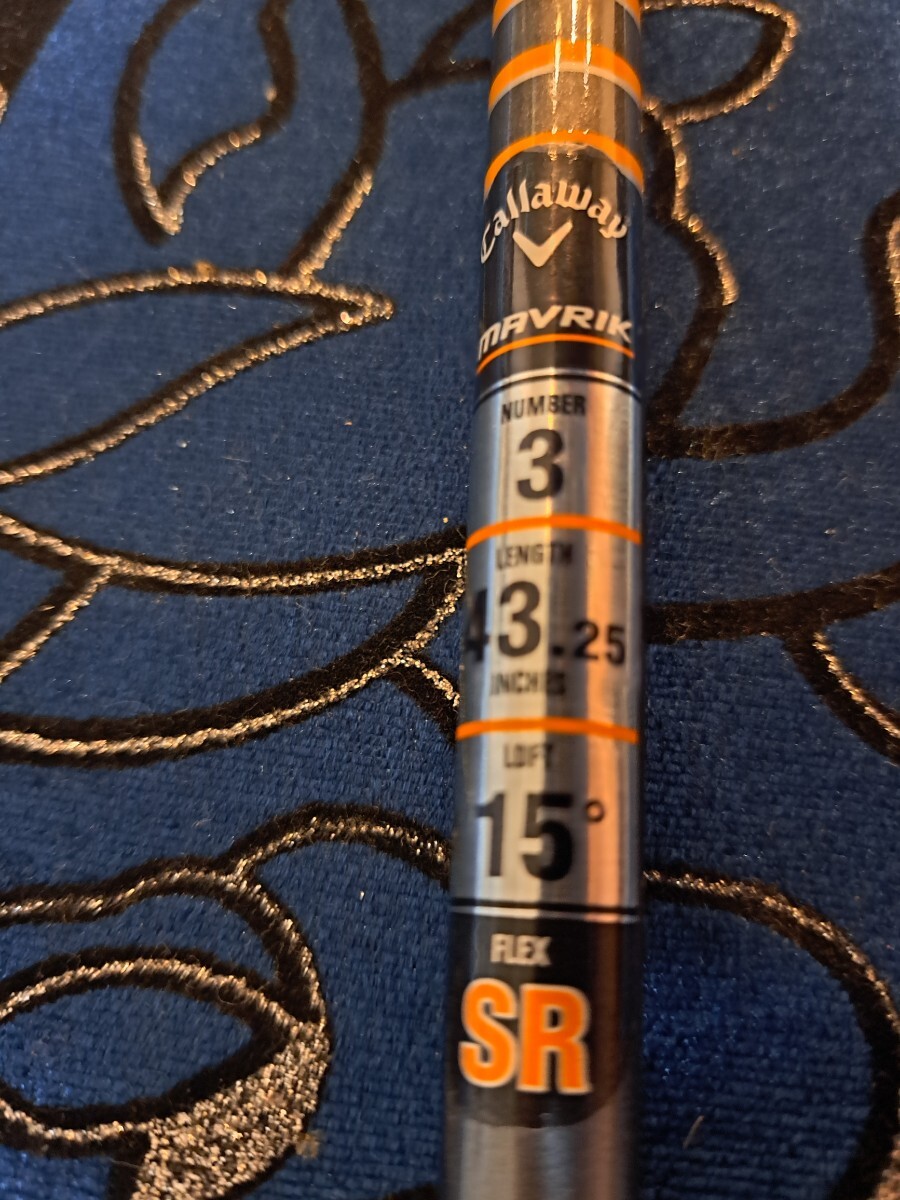 Callaway
MAVRIK
NUMBER
3
LENGTH
43.25
INCHES
LOFT
15°
FLEX
SR